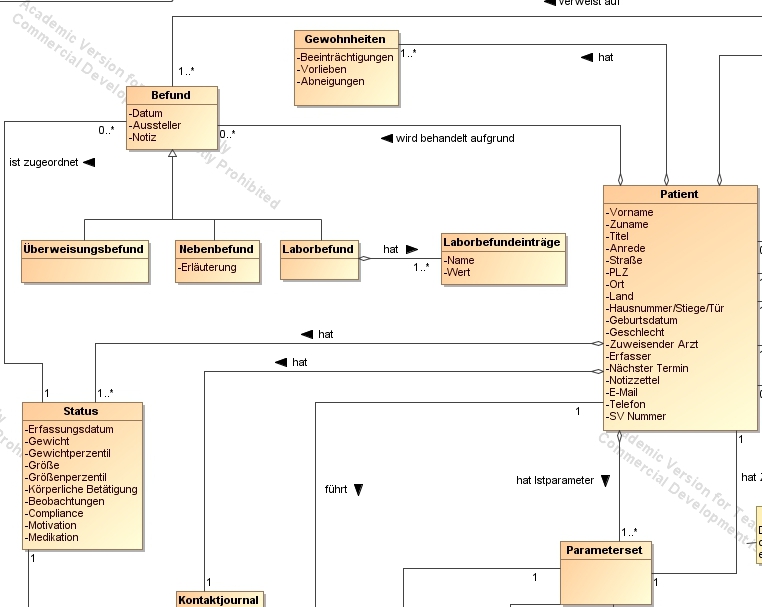 verweist auf
Academic Version for
Commercial Develop
Gewohnheiten
-Beeinträchtigungen
-Vorlieben
-Abneigungen
1..*
hat
1..*
Befund
-Datum
-Aussteller
-Notiz
0..*
0..*
wird behandelt aufgrund
ist zugeordnet
Prohibited
Patient
-Vorname
-Zuname
-Titel
-Anrede
-Straße
-PLZ
-Ort
-Land
-Hausnummer/Stiege/Tür
-Geburtsdatum
-Geschlecht
-Zuweisender Arzt
-Erfasser
-Nächster Termin
-Notizzettel
-E-Mail
-Telefon
-SV Nummer
Überweisungsbefund
Nebenbefund
-Erläuterung
Laborbefund
hat
1..*
Laborbefundeinträge
-Name
-Wert
hat
hat
1
1..*
Status
-Erfassungsdatum
-Gewicht
-Gewichtperzentil
-Größe
-Größenperzentil
-Körperliche Betätigung
-Beobachtungen
-Compliance
-Motivation
-Medikation
1
1
1
Academic Version for Tea
Commercial Development
führt
hat Istparameter
hat
1..*
Parameterset
1
1
1
Kontaktjournal